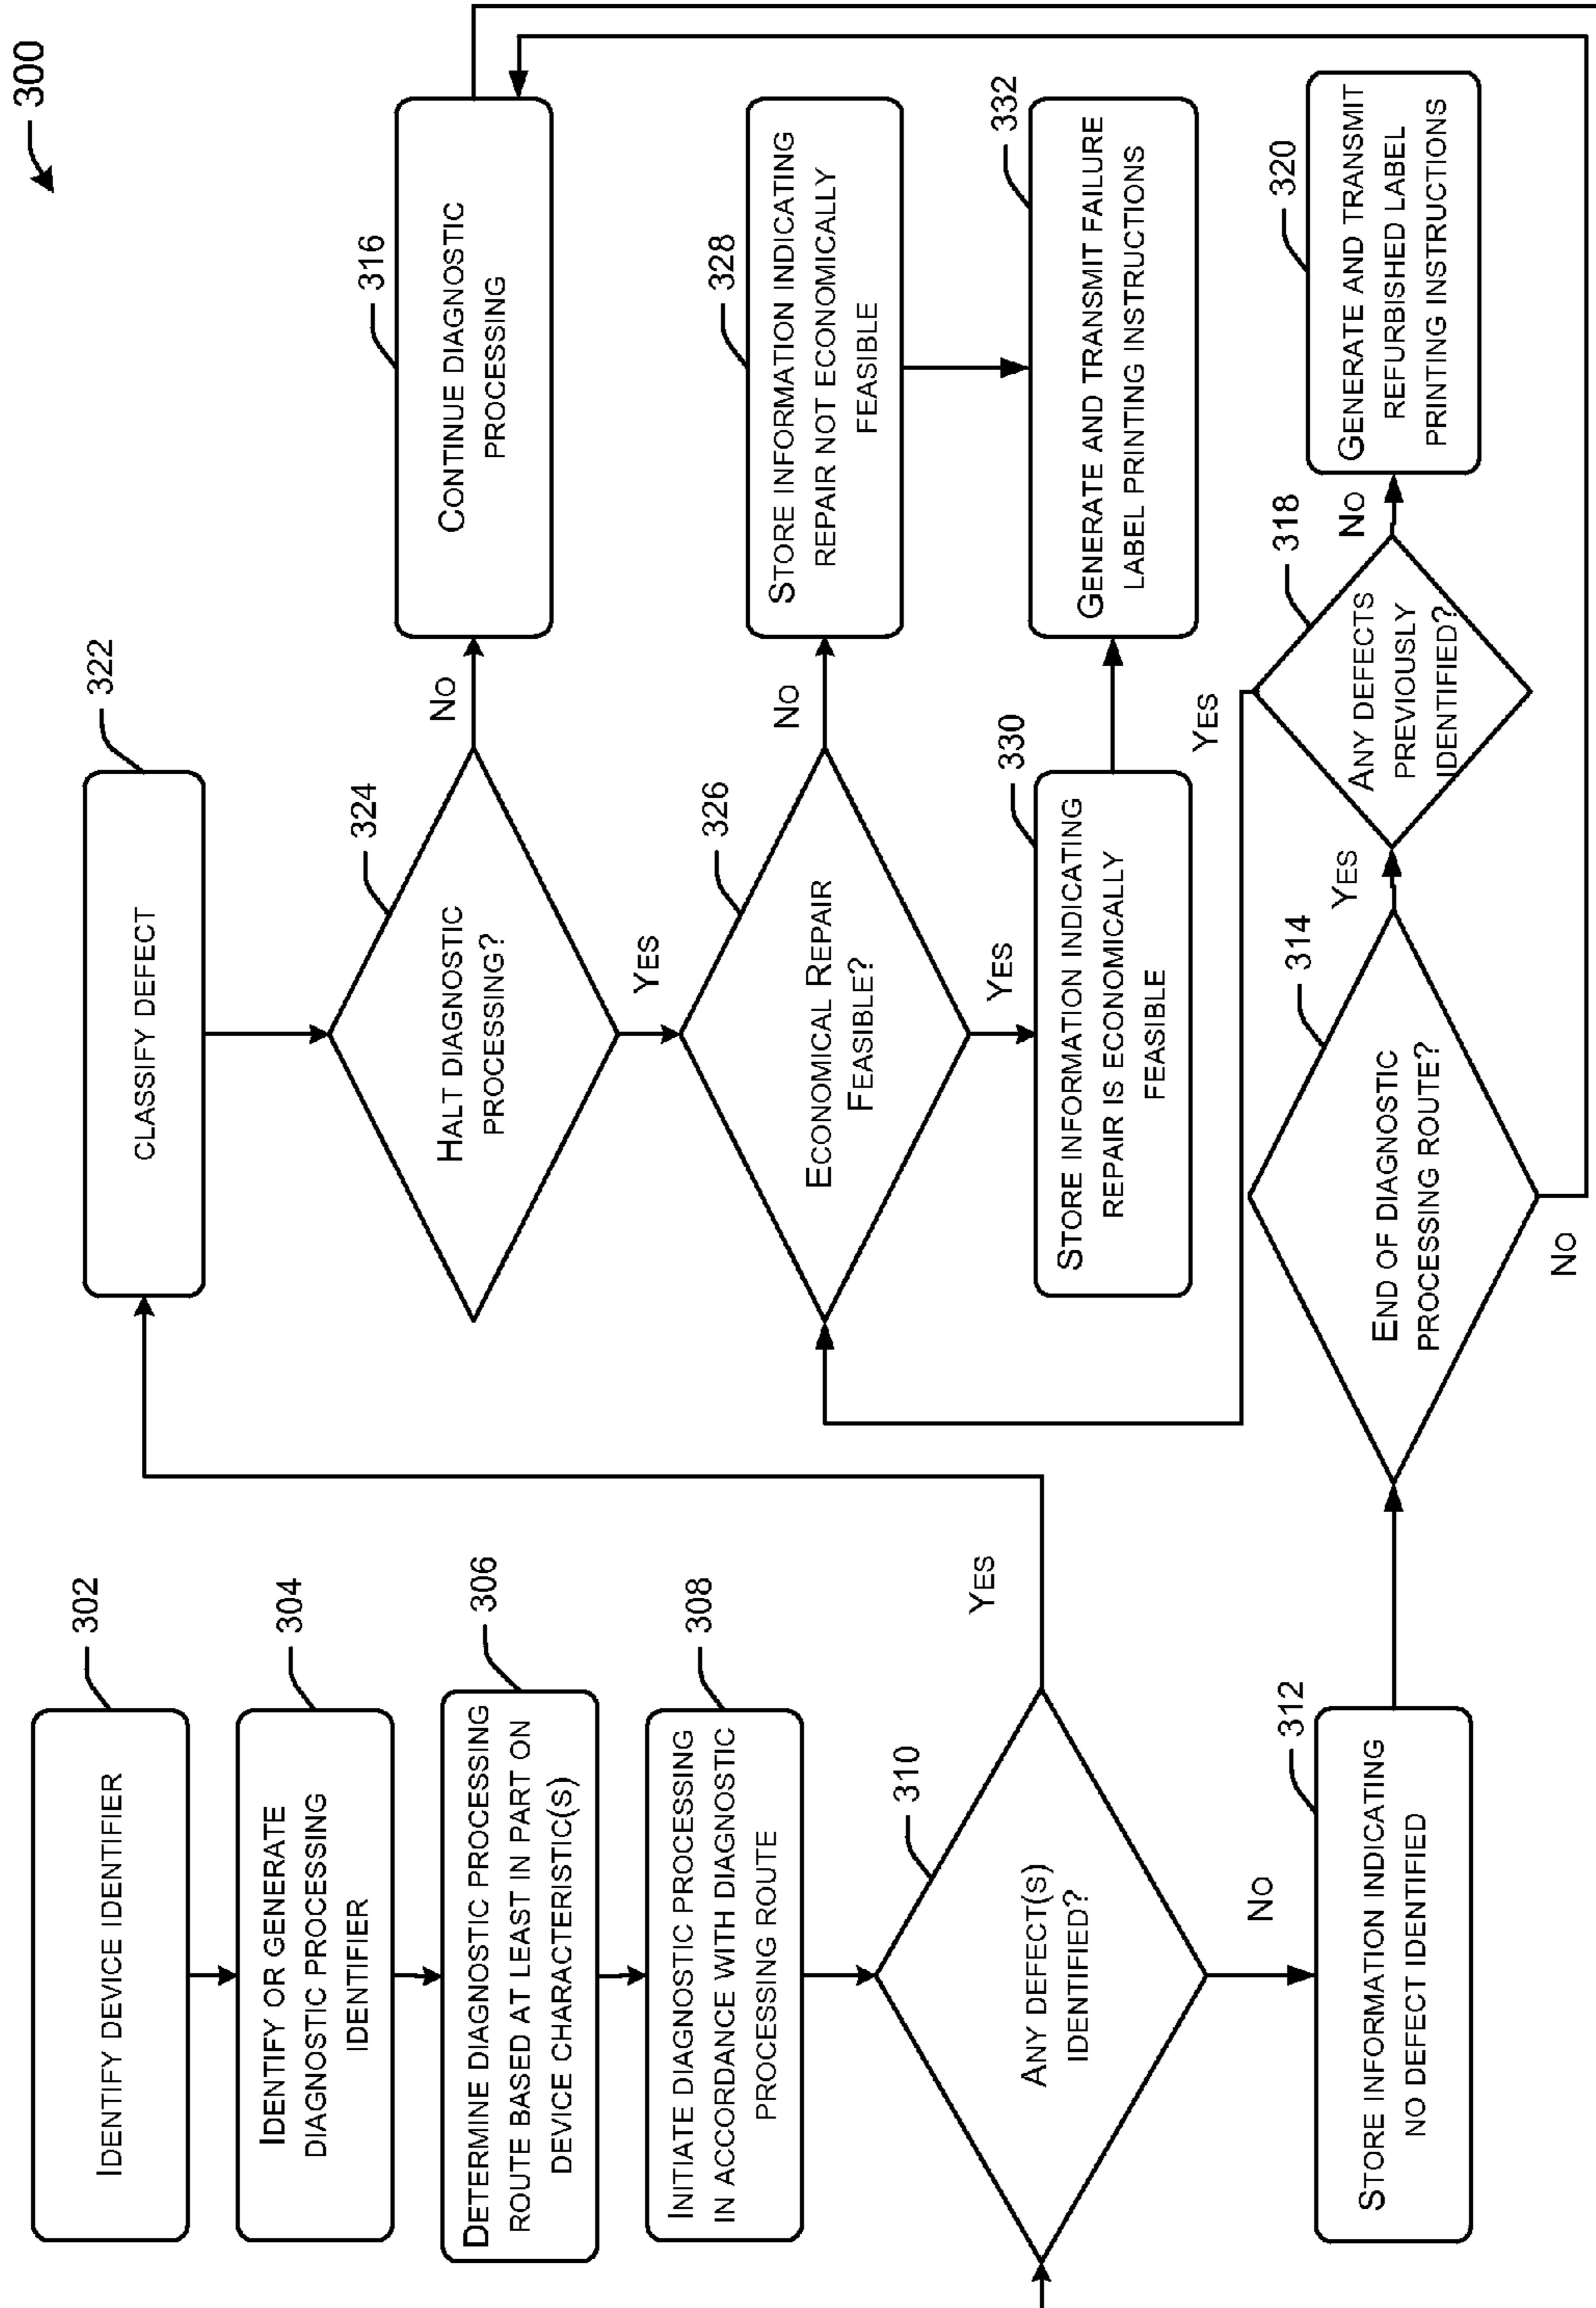 300
302
IDENTIFY DEVICE IDENTIFIER
304
IDENTIFY OR GENERATE
DIAGNOSTIC PROCESSING
IDENTIFIER
306
DETERMINE DIAGNOSTIC PROCESSING
ROUTE BASED AT LEAST IN PART ON
DEVICE CHARACTERISTIC(S)
308
INITIATE DIAGNOSTIC PROCESSING
IN ACCORDANCE WITH DIAGNOSTIC
PROCESSING ROUTE
310
ANY DEFECT(S)
IDENTIFIED?
YES
NO
312
STORE INFORMATION INDICATING
NO DEFECT IDENTIFIED
322
CLASSIFY DEFECT
324
HALT DIAGNOSTIC
PROCESSING?
NO
YES
316
CONTINUE DIAGNOSTIC
PROCESSING
326
ECONOMICAL REPAIR
FEASIBLE?
NO
YES
328
STORE INFORMATION INDICATING
REPAIR NOT ECONOMICALLY
FEASIBLE
330
STORE INFORMATION INDICATING
REPAIR IS ECONOMICALLY
FEASIBLE
332
GENERATE AND TRANSMIT FAILURE
LABEL PRINTING INSTRUCTIONS
314
END OF DIAGNOSTIC
PROCESSING ROUTE?
YES
NO
318
ANY DEFECTS
PREVIOUSLY
IDENTIFIED?
YES
NO
320
GENERATE AND TRANSMIT
REFURBISHED LABEL
PRINTING INSTRUCTIONS